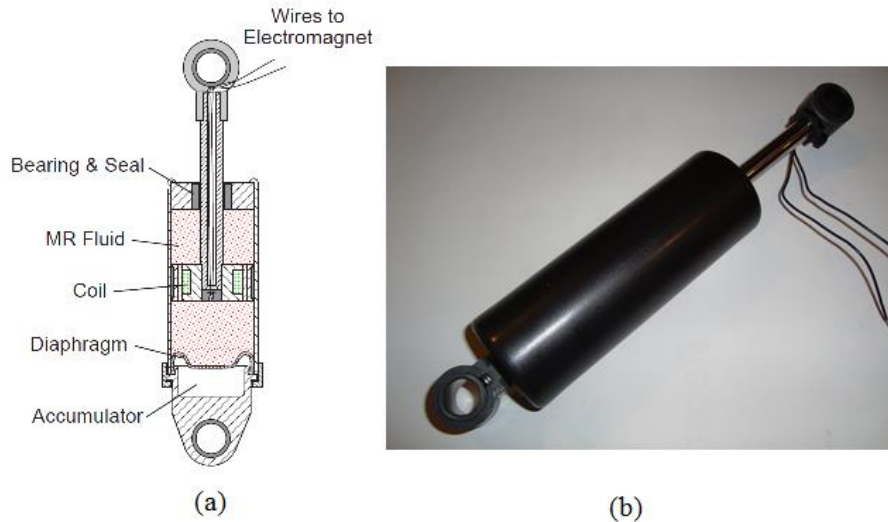 Wires to
Electromagnet
Bearing & Seal
MR Fluid
Coil
Diaphragm
Accumulator
(a)
(b)